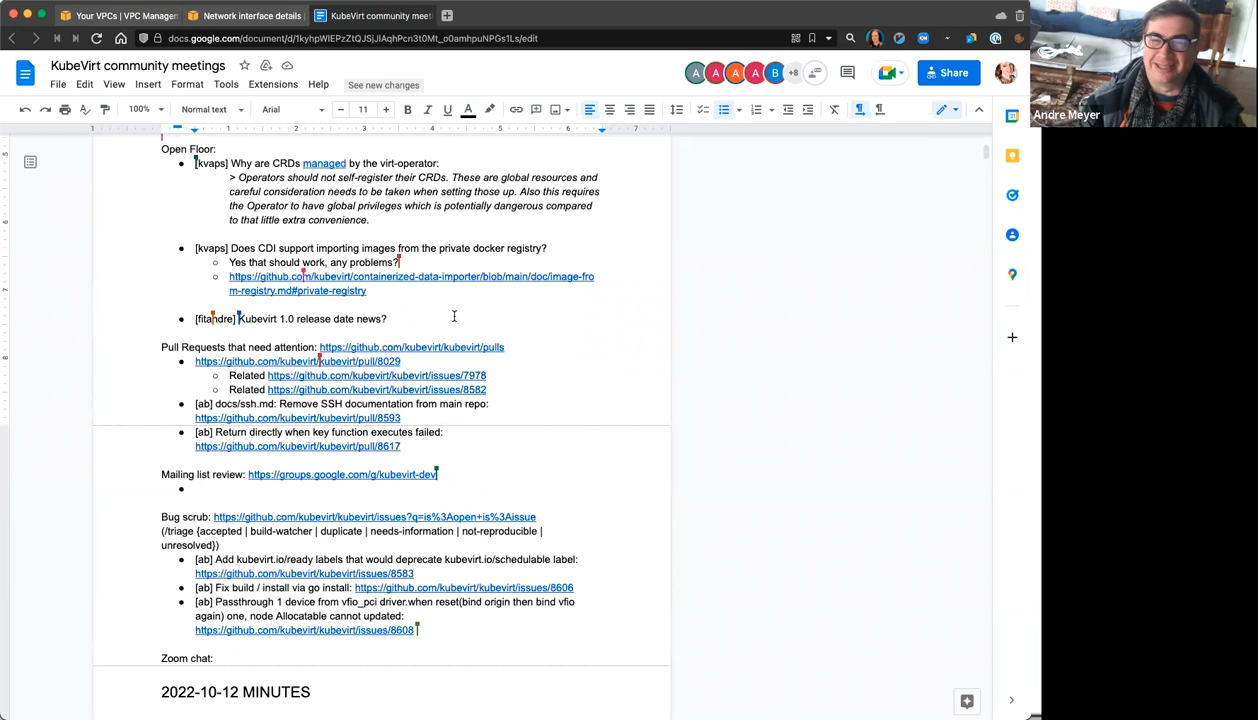 Your VPCs | VPC Managem
Network interface details
KubeVirt community meeti
docs.google.com/document/d/1kyhpWIEPzZtQJSjJIAqhPcn3t0Mt_o0amhpuNPGs1Ls/edit
KubeVirt community meetings
File Edit View Insert Format Tools Extensions Help See new changes
A A A A B +8 Share
100% Normal text Arial 11
Open Floor:
[kvaps] Why are CRDs managed by the virt-operator:
> Operators should not self-register their CRDs. These are global resources and
careful consideration needs to be taken when setting those up. Also this requires
the Operator to have global privileges which is potentially dangerous compared
to that little extra convenience.
[kvaps] Does CDI support importing images from the private docker registry?
Yes that should work, any problems?
https://github.com/kubevirt/containerized-data-importer/blob/main/doc/image-fro
m-registry.md#private-registry
[fitandre] Kubevirt 1.0 release date news?
Pull Requests that need attention: https://github.com/kubevirt/kubevirt/pulls
https://github.com/kubevirt/kubevirt/pull/8029
Related https://github.com/kubevirt/kubevirt/issues/7978
Related https://github.com/kubevirt/kubevirt/issues/8582
[ab] docs/ssh.md: Remove SSH documentation from main repo:
https://github.com/kubevirt/kubevirt/pull/8593
[ab] Return directly when key function executes failed:
https://github.com/kubevirt/kubevirt/pull/8617
Mailing list review: https://groups.google.com/g/kubevirt-dev
Bug scrub: https://github.com/kubevirt/kubevirt/issues?q=is%3Aopen+is%3Aissue
(/triage {accepted | build-watcher | duplicate | needs-information | not-reproducible |
unresolved})
[ab] Add kubevirt.io/ready labels that would deprecate kubevirt.io/schedulable label:
https://github.com/kubevirt/kubevirt/issues/8583
[ab] Fix build / install via go install: https://github.com/kubevirt/kubevirt/issues/8606
[ab] Passthrough 1 device from vfio_pci driver.when reset(bind origin then bind vfio
again) one, node Allocatable cannot updated:
https://github.com/kubevirt/kubevirt/issues/8608
Zoom chat:
2022-10-12 MINUTES
Andre Meyer